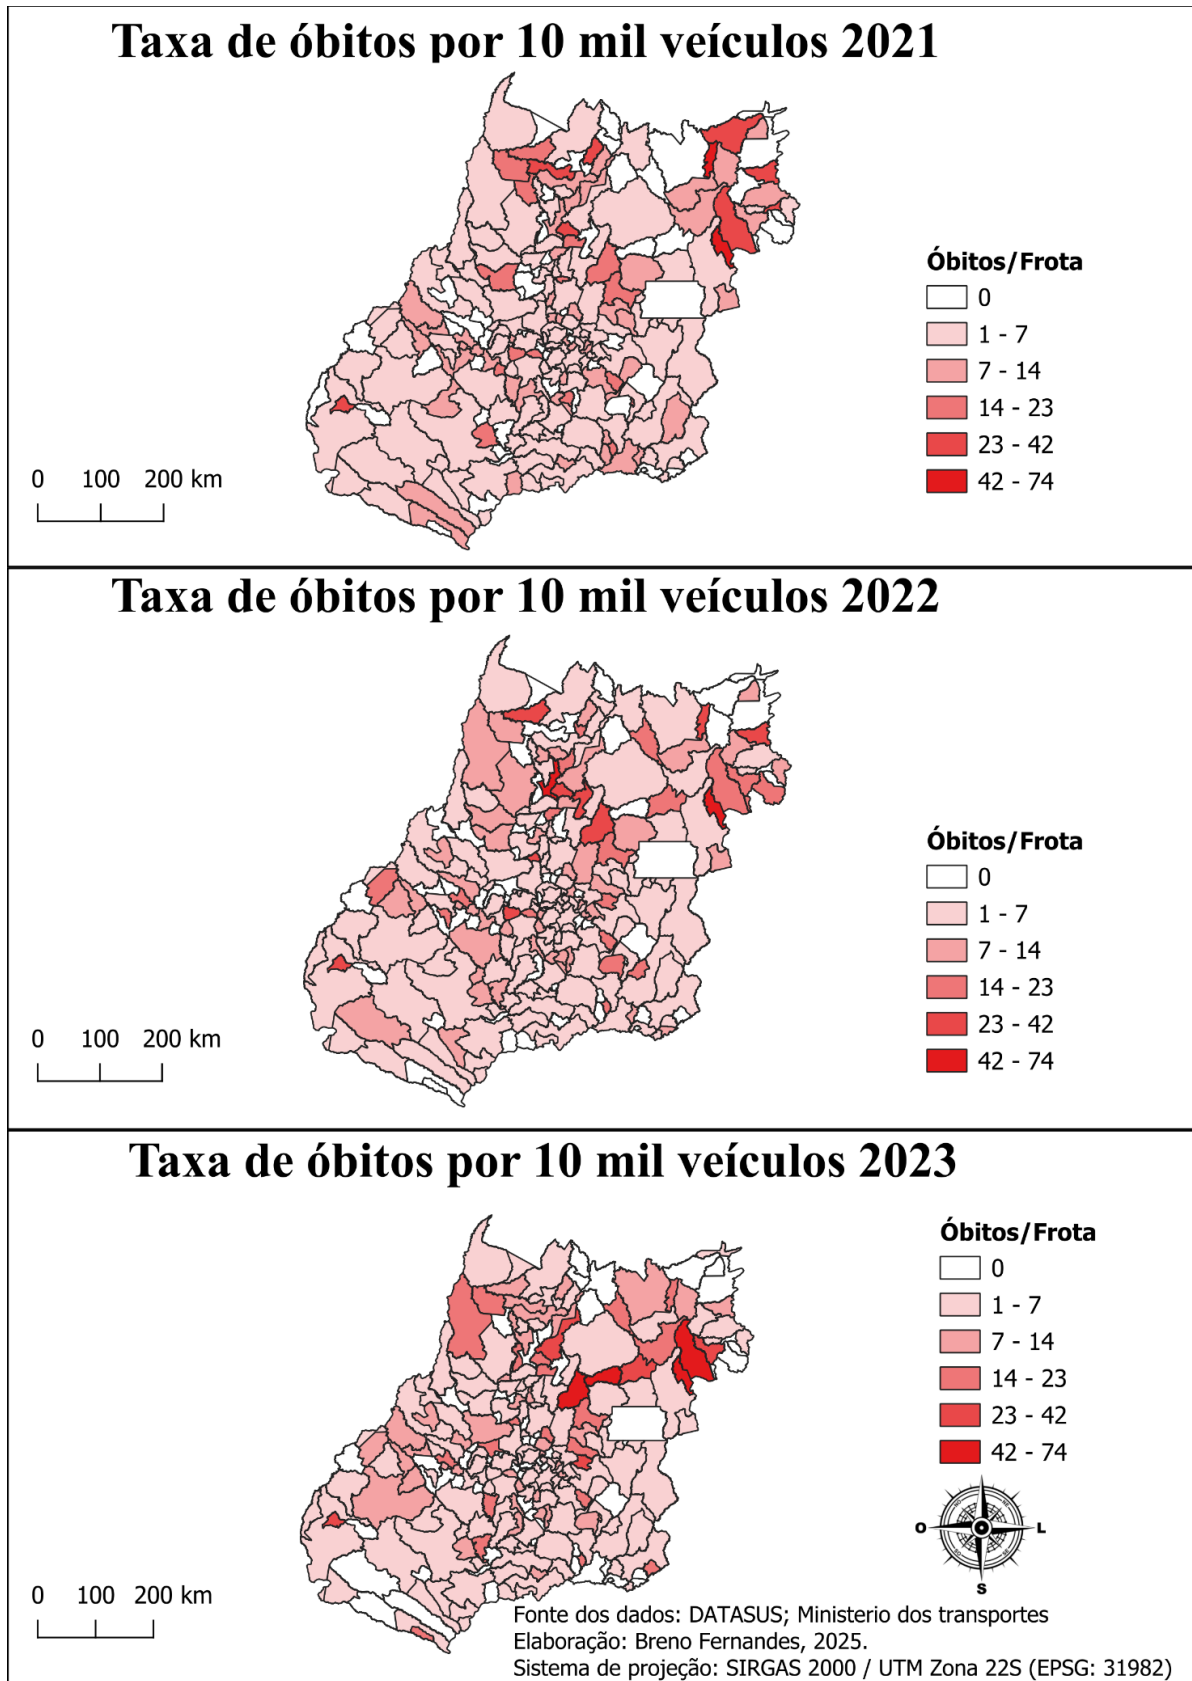 Taxa de óbitos por 10 mil veículos 2021
Óbitos/Frota
0
1 - 7
7 - 14
14 - 23
23 - 42
42 - 74
0 100 200 km
Taxa de óbitos por 10 mil veículos 2022
Óbitos/Frota
0
1 - 7
7 - 14
14 - 23
23 - 42
42 - 74
0 100 200 km
Taxa de óbitos por 10 mil veículos 2023
Óbitos/Frota
0
1 - 7
7 - 14
14 - 23
23 - 42
42 - 74
N
NO NE
O L
SO SE
S
0 100 200 km
Fonte dos dados: DATASUS; Ministerio dos transportes
Elaboração: Breno Fernandes, 2025.
Sistema de projeção: SIRGAS 2000 / UTM Zona 22S (EPSG: 31982)